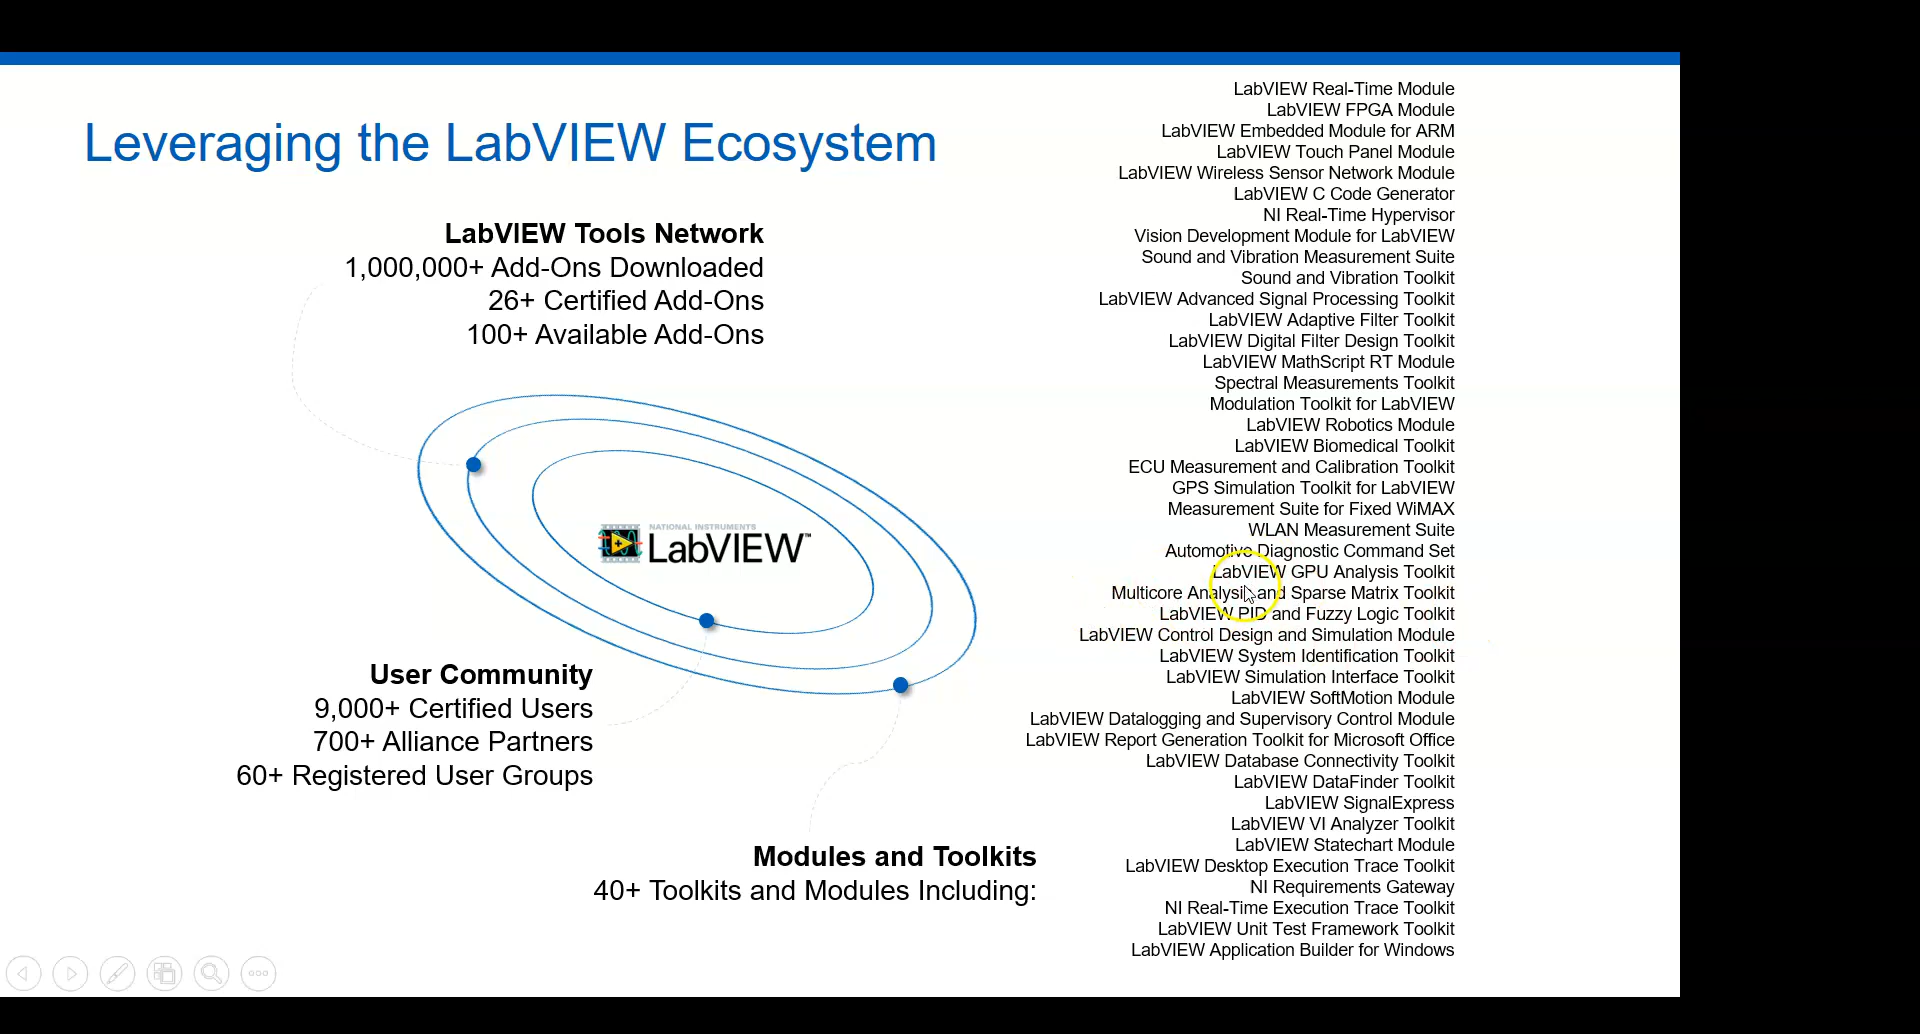 Leveraging the LabVIEW Ecosystem
LabVIEW Tools Network
1,000,000+ Add-Ons Downloaded
26+ Certified Add-Ons
100+ Available Add-Ons
NATIONAL INSTRUMENTS
LabVIEW™
User Community
9,000+ Certified Users
700+ Alliance Partners
60+ Registered User Groups
Modules and Toolkits
40+ Toolkits and Modules Including:
LabVIEW Real-Time Module
LabVIEW FPGA Module
LabVIEW Embedded Module for ARM
LabVIEW Touch Panel Module
LabVIEW Wireless Sensor Network Module
LabVIEW C Code Generator
NI Real-Time Hypervisor
Vision Development Module for LabVIEW
Sound and Vibration Measurement Suite
Sound and Vibration Toolkit
LabVIEW Advanced Signal Processing Toolkit
LabVIEW Adaptive Filter Toolkit
LabVIEW Digital Filter Design Toolkit
LabVIEW MathScript RT Module
Spectral Measurements Toolkit
Modulation Toolkit for LabVIEW
LabVIEW Robotics Module
LabVIEW Biomedical Toolkit
ECU Measurement and Calibration Toolkit
GPS Simulation Toolkit for LabVIEW
Measurement Suite for Fixed WiMAX
WLAN Measurement Suite
Automotive Diagnostic Command Set
LabVIEW GPU Analysis Toolkit
Multicore Analysis and Sparse Matrix Toolkit
LabVIEW PID and Fuzzy Logic Toolkit
LabVIEW Control Design and Simulation Module
LabVIEW System Identification Toolkit
LabVIEW Simulation Interface Toolkit
LabVIEW SoftMotion Module
LabVIEW Datalogging and Supervisory Control Module
LabVIEW Report Generation Toolkit for Microsoft Office
LabVIEW Database Connectivity Toolkit
LabVIEW DataFinder Toolkit
LabVIEW SignalExpress
LabVIEW VI Analyzer Toolkit
LabVIEW Statechart Module
LabVIEW Desktop Execution Trace Toolkit
NI Requirements Gateway
NI Real-Time Execution Trace Toolkit
LabVIEW Unit Test Framework Toolkit
LabVIEW Application Builder for Windows